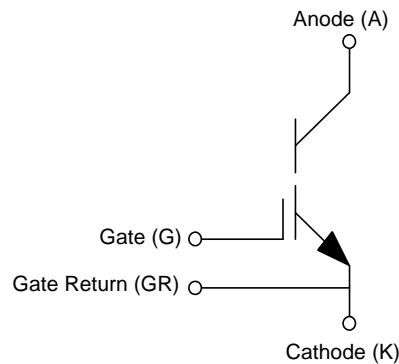 Anode (A)
Gate (G)
Gate Return (GR)
Cathode (K)